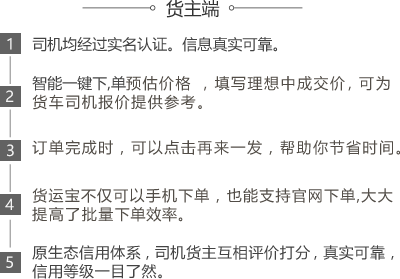 货主端
1 司机均经过实名认证。信息真实可靠。
2 智能一键下,单预估价格 ，填写理想中成交价, 可为
货车司机报价提供参考。
3 订单完成时，可以点击再来一发，帮助你节省时间。
4 货运宝不仅可以手机下单，也能支持官网下单,大大
提高了批量下单效率。
5 原生态信用体系，司机货主互相评价打分，真实可靠，
信用等级一目了然。